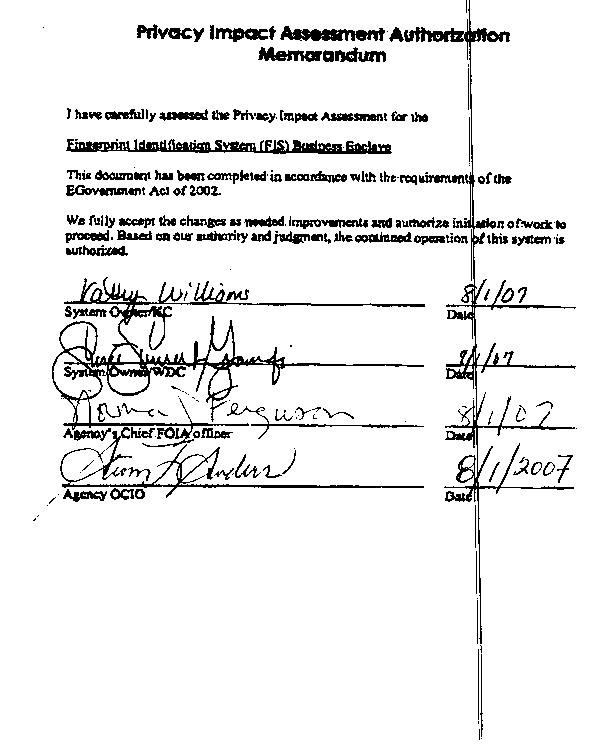 Privacy Impact Assessment Authorization
Memorandum
I have carefully assessed the Privacy Impact Assessment for the
Fingerprint Identification System (FIS) Business Enclave
This document has been completed in accordance with the requirements of the
EGovernment Act of 2002.
We fully accept the changes as needed improvements and authorize initiation of work to
proceed. Based on our authority and judgment, the continued operation of this system is
authorized.
Kathy Williams 8/1/07
System Owner/KC Date
8/1/07
System Owner/WDC Date
Norma J Ferguson 8/1/07
Agency's Chief FOIA officer Date
Anders 8/1/2007
Agency OCIO Date